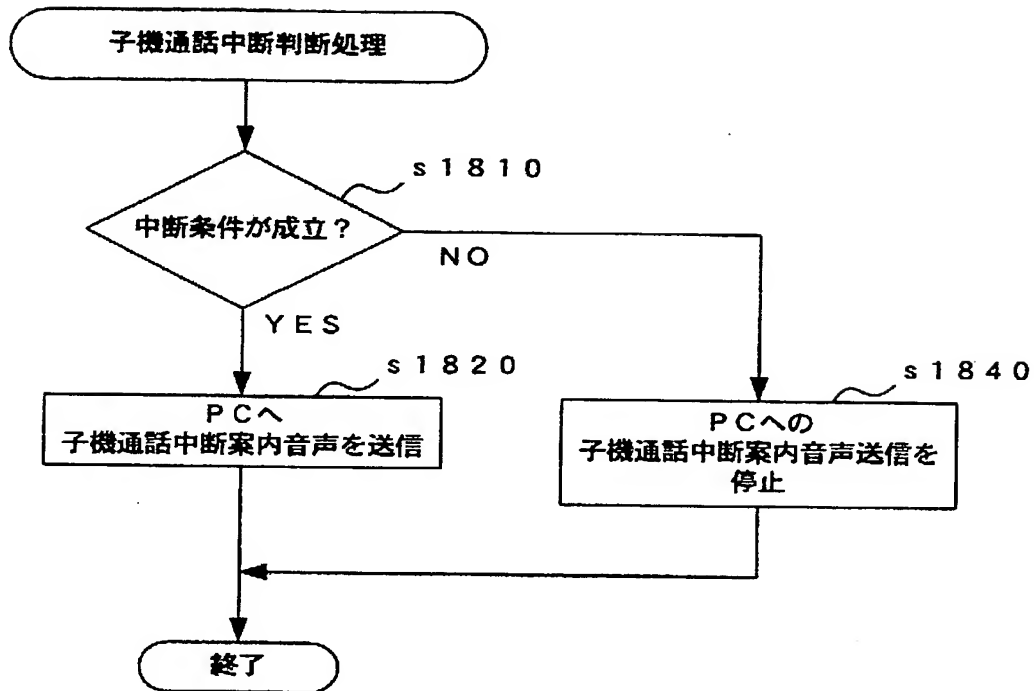 子機通話中断判断処理
s1810
中断条件が成立?
NO
YES
s1820
s1840
PCへ
子機通話中断案内音声を送信
PCへの
子機通話中断案内音声送信を
停止
終了